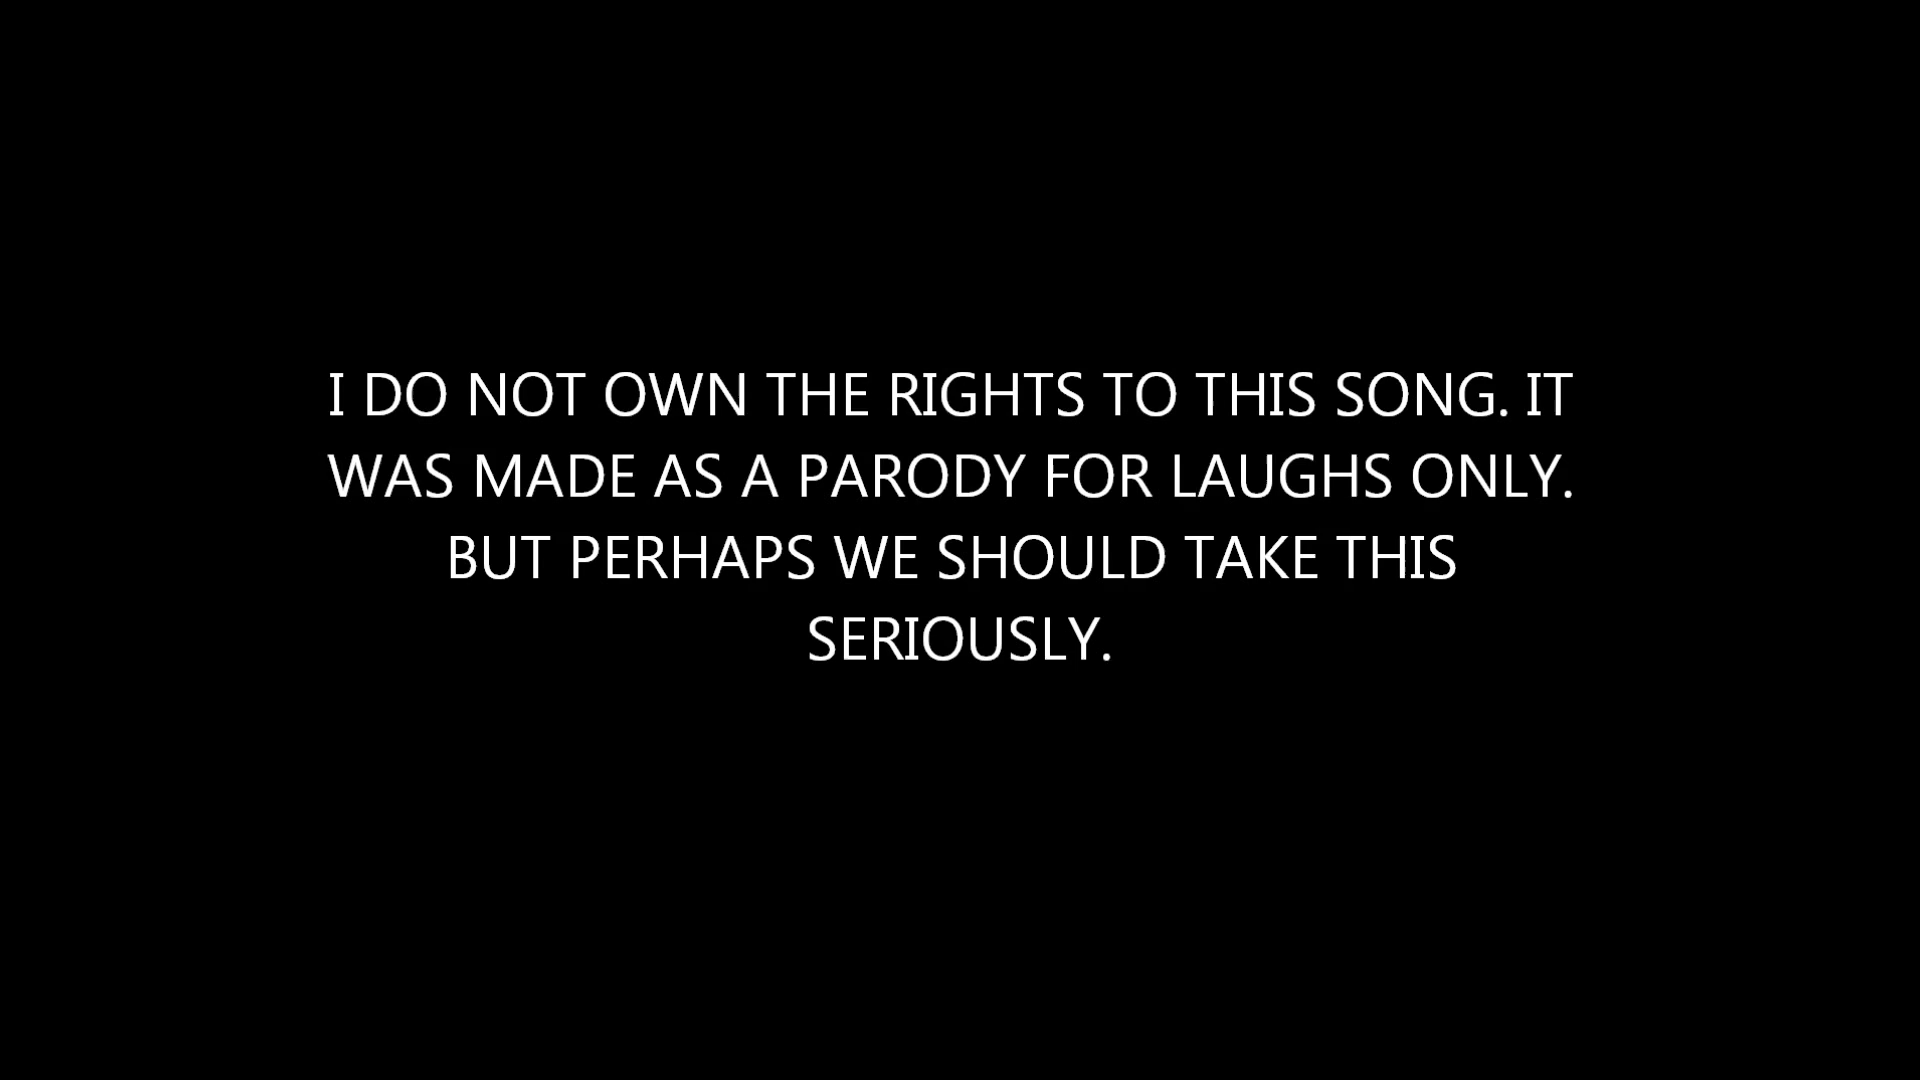 I DO NOT OWN THE RIGHTS TO THIS SONG. IT
WAS MADE AS A PARODY FOR LAUGHS ONLY.
BUT PERHAPS WE SHOULD TAKE THIS
SERIOUSLY.